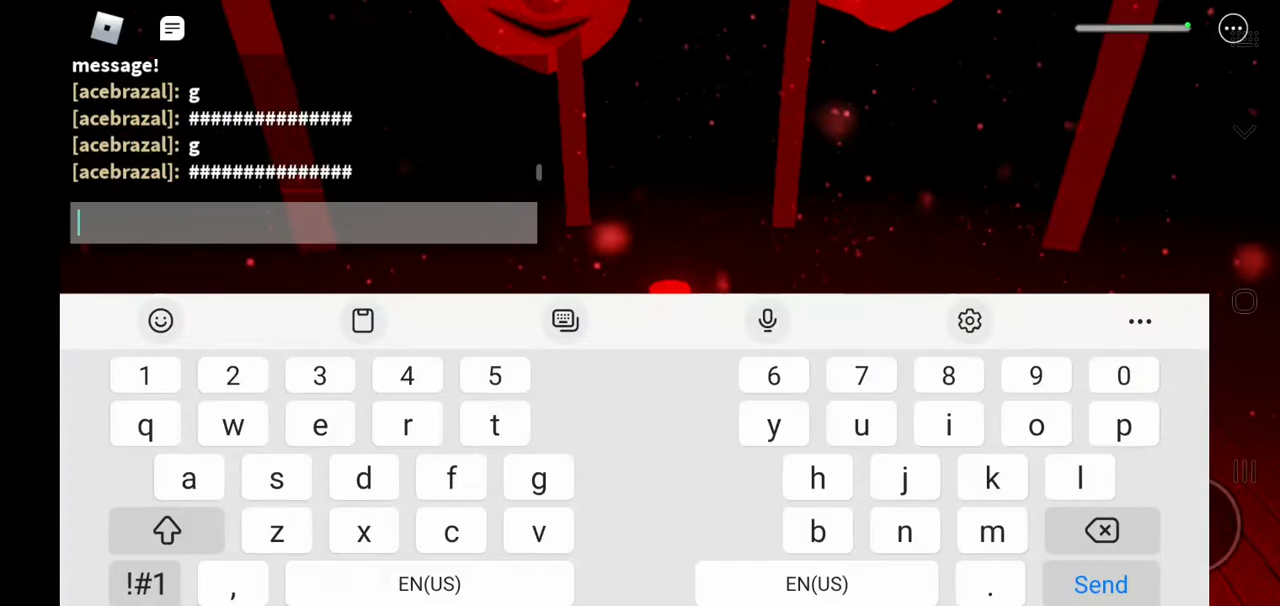 message!
[acebrazal]: g
[acebrazal]: ###############
[acebrazal]: g
[acebrazal]: ###############
1 2 3 4 5 6 7 8 9 0
q w e r t y u i o p
a s d f g h j k l
z x c v b n m
!#1 , EN(US) EN(US) . Send